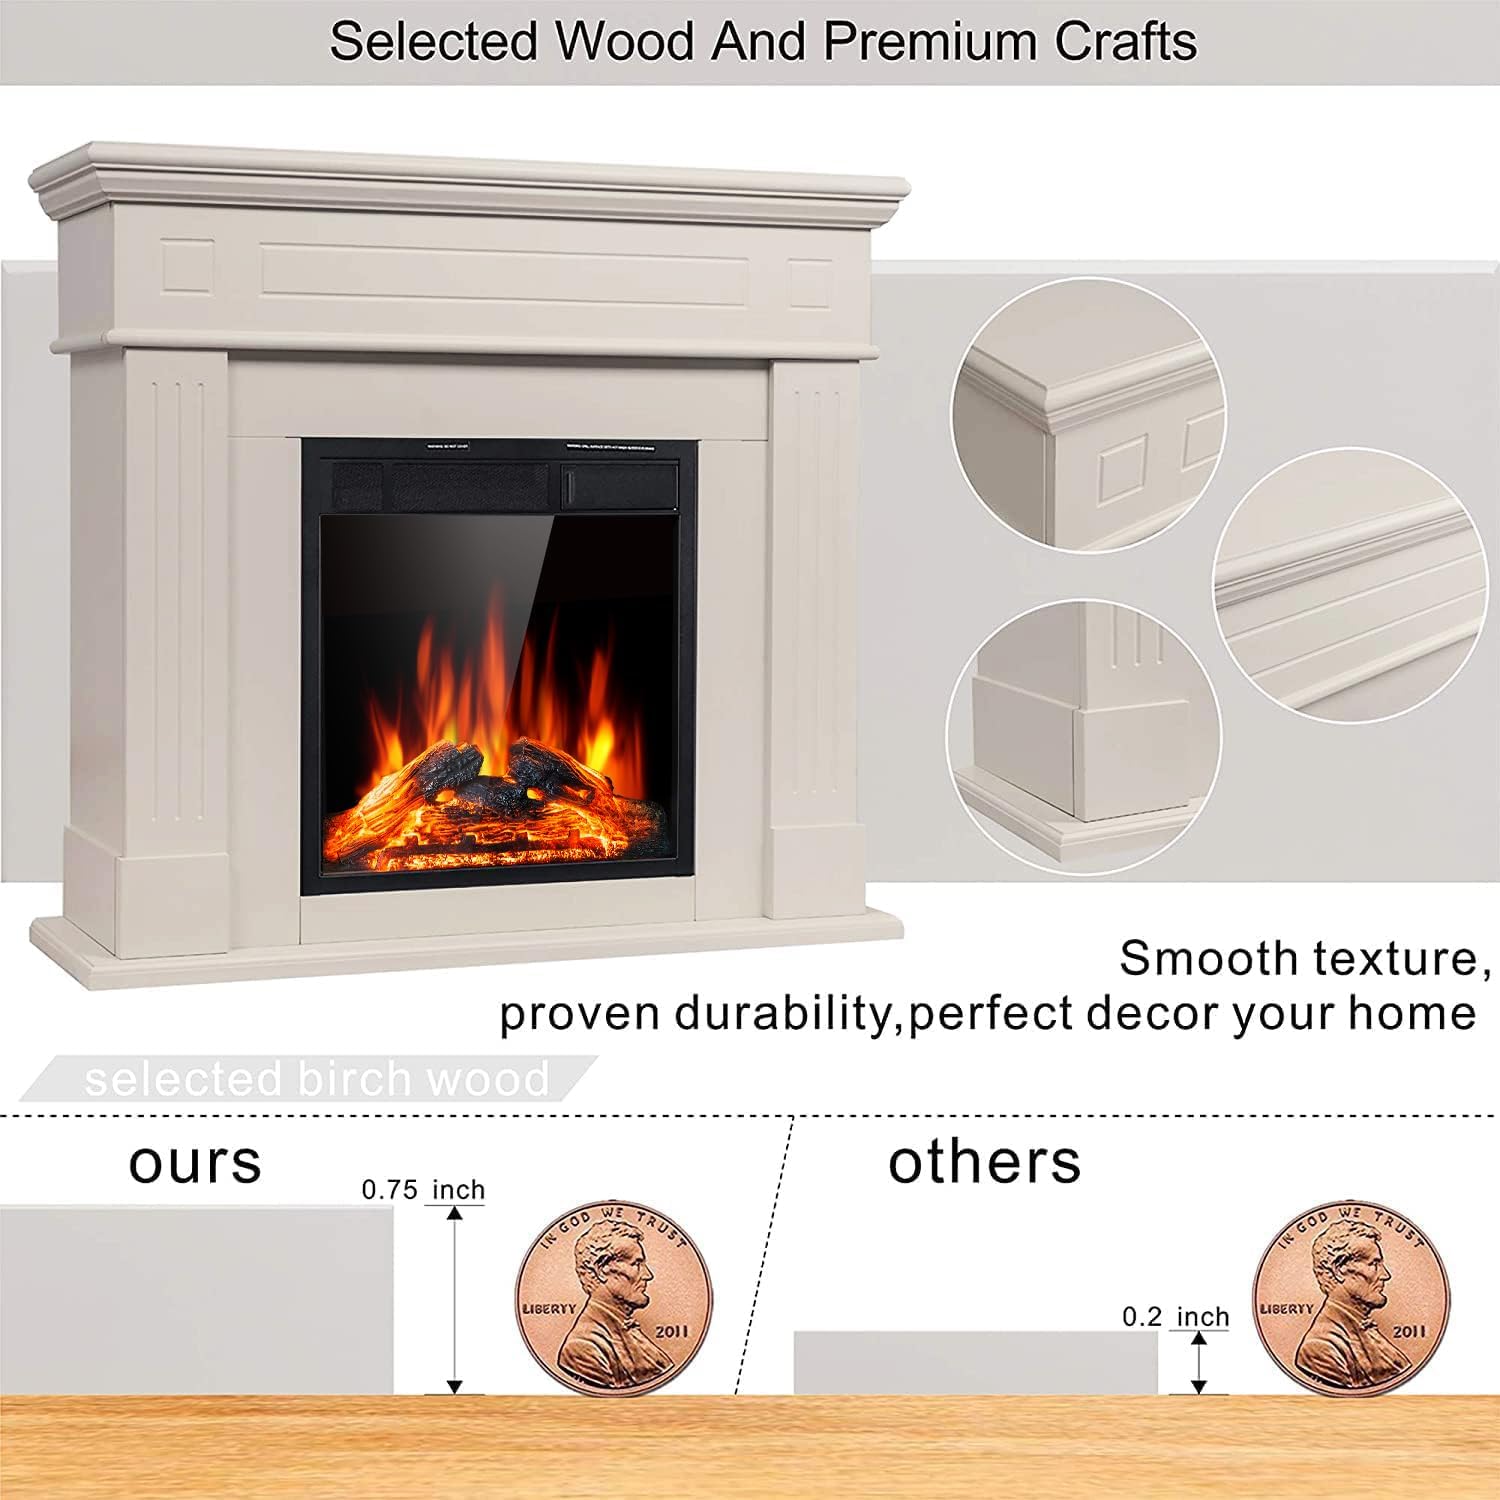 Selected Wood And Premium Crafts
Smooth texture,
proven durability,perfect decor your home
selected birch wood
ours
0.75 inch
IN GOD WE TRUST
LIBERTY
2011
others
0.2 inch
IN GOD WE TRUST
LIBERTY
2011